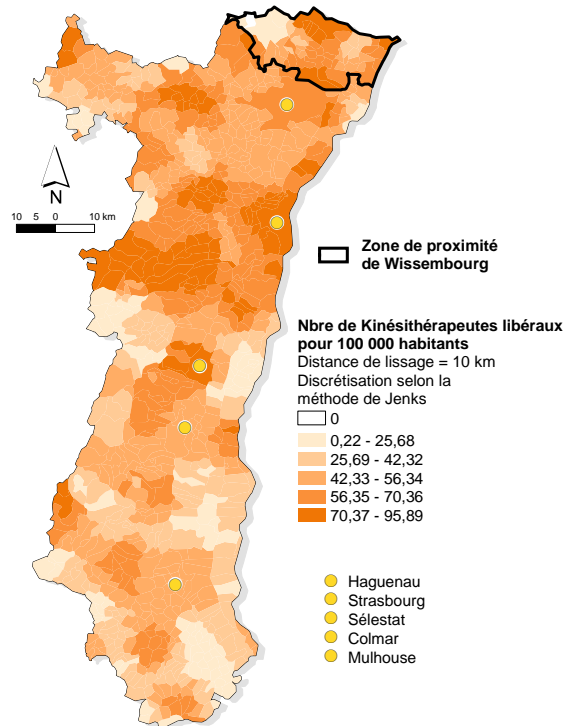 N
10 5 0 10 km
Zone de proximité
de Wissembourg
Nbre de Kinésithérapeutes libéraux
pour 100 000 habitants
Distance de lissage = 10 km
Discrétisation selon la
méthode de Jenks
0
0,22 - 25,68
25,69 - 42,32
42,33 - 56,34
56,35 - 70,36
70,37 - 95,89
Haguenau
Strasbourg
Sélestat
Colmar
Mulhouse